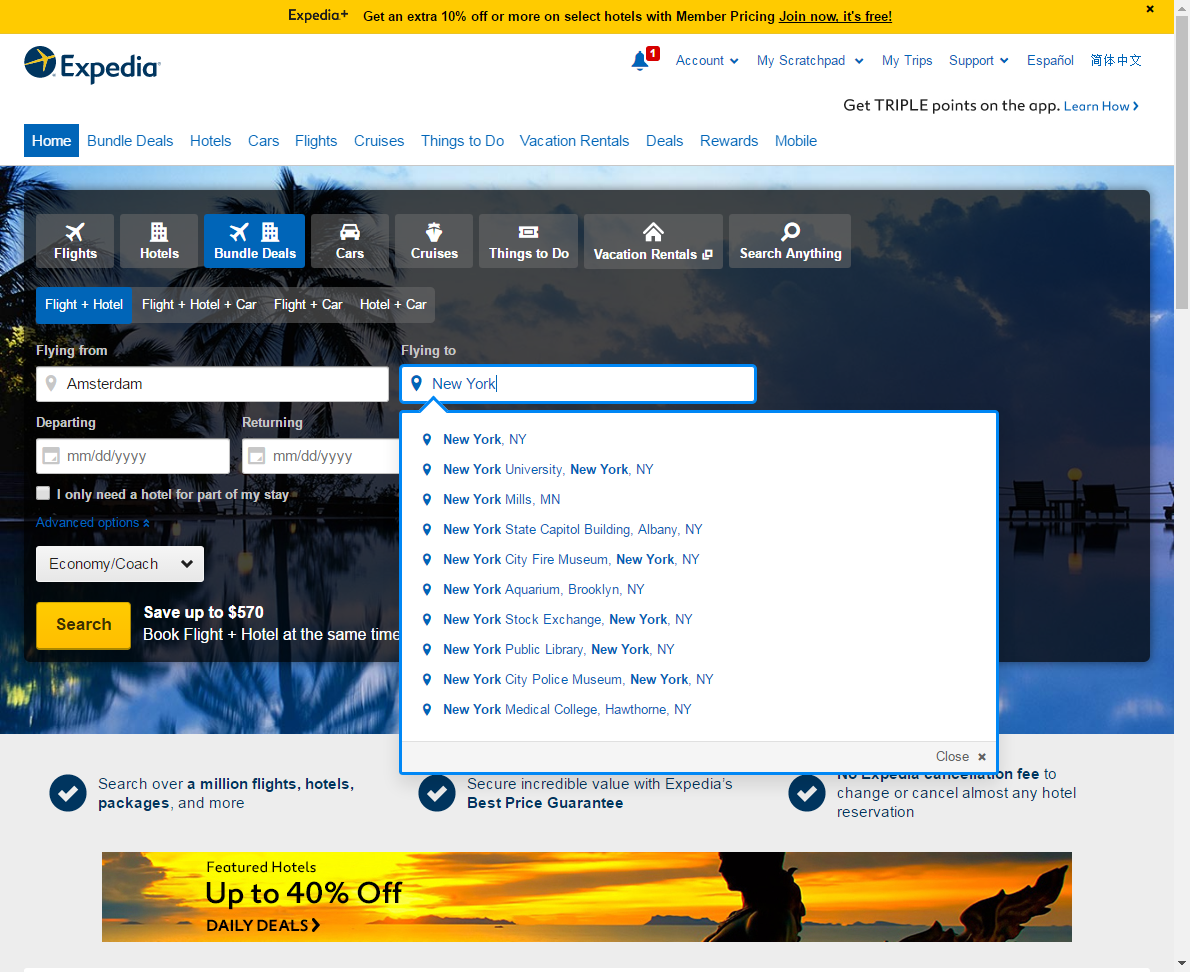 Expedia+ Get an extra 10% off or more on select hotels with Member Pricing Join now, it's free!
Expedia
1
Account
My Scratchpad
My Trips
Support
Español
简体中文
Get TRIPLE points on the app. Learn How
Home
Bundle Deals
Hotels
Cars
Flights
Cruises
Things to Do
Vacation Rentals
Deals
Rewards
Mobile
Flights
Hotels
Bundle Deals
Cars
Cruises
Things to Do
Vacation Rentals
Search Anything
Flight + Hotel
Flight + Hotel + Car
Flight + Car
Hotel + Car
Flying from
Flying to
Amsterdam
New York
Departing
Returning
mm/dd/yyyy
mm/dd/yyyy
I only need a hotel for part of my stay
Advanced options
Economy/Coach
Search
Save up to $570
Book Flight + Hotel at the same time
New York, NY
New York University, New York, NY
New York Mills, MN
New York State Capitol Building, Albany, NY
New York City Fire Museum, New York, NY
New York Aquarium, Brooklyn, NY
New York Stock Exchange, New York, NY
New York Public Library, New York, NY
New York City Police Museum, New York, NY
New York Medical College, Hawthorne, NY
Close
Search over a million flights, hotels,
packages, and more
Secure incredible value with Expedia's
Best Price Guarantee
No Expedia cancellation fee to
change or cancel almost any hotel
reservation
Featured Hotels
Up to 40% Off
DAILY DEALS